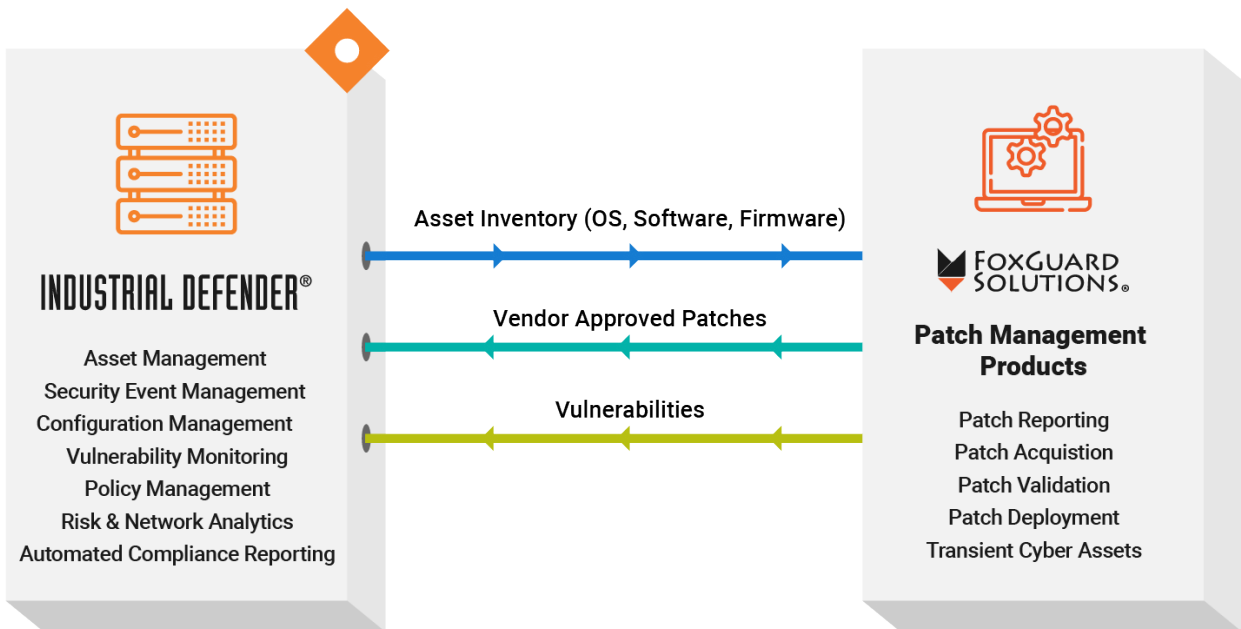 INDUSTRIAL DEFENDER®
Asset Management
Security Event Management
Configuration Management
Vulnerability Monitoring
Policy Management
Risk & Network Analytics
Automated Compliance Reporting
Asset Inventory (OS, Software, Firmware)
Vendor Approved Patches
Vulnerabilities
FOXGUARD
SOLUTIONS®
Patch Management
Products
Patch Reporting
Patch Acquistion
Patch Validation
Patch Deployment
Transient Cyber Assets